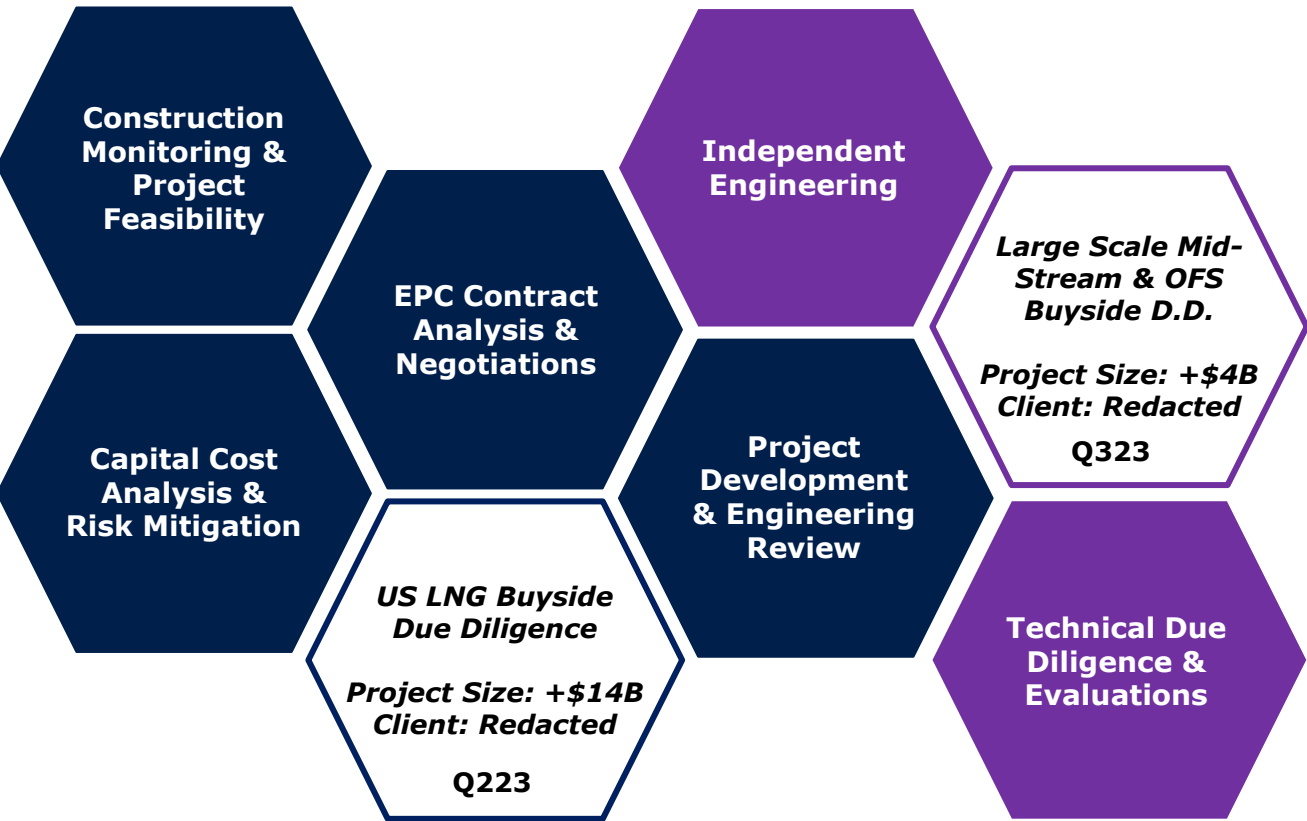 Construction
Monitoring &
Project
Feasibility
Independent
Engineering
Large Scale Mid-
Stream & OFS
Buyside D.D.
Project Size: +$4B
Client: Redacted
Q323
EPC Contract
Analysis &
Negotiations
Capital Cost
Analysis &
Risk Mitigation
Project
Development
& Engineering
Review
US LNG Buyside
Due Diligence
Project Size: +$14B
Client: Redacted
Q223
Technical Due
Diligence &
Evaluations